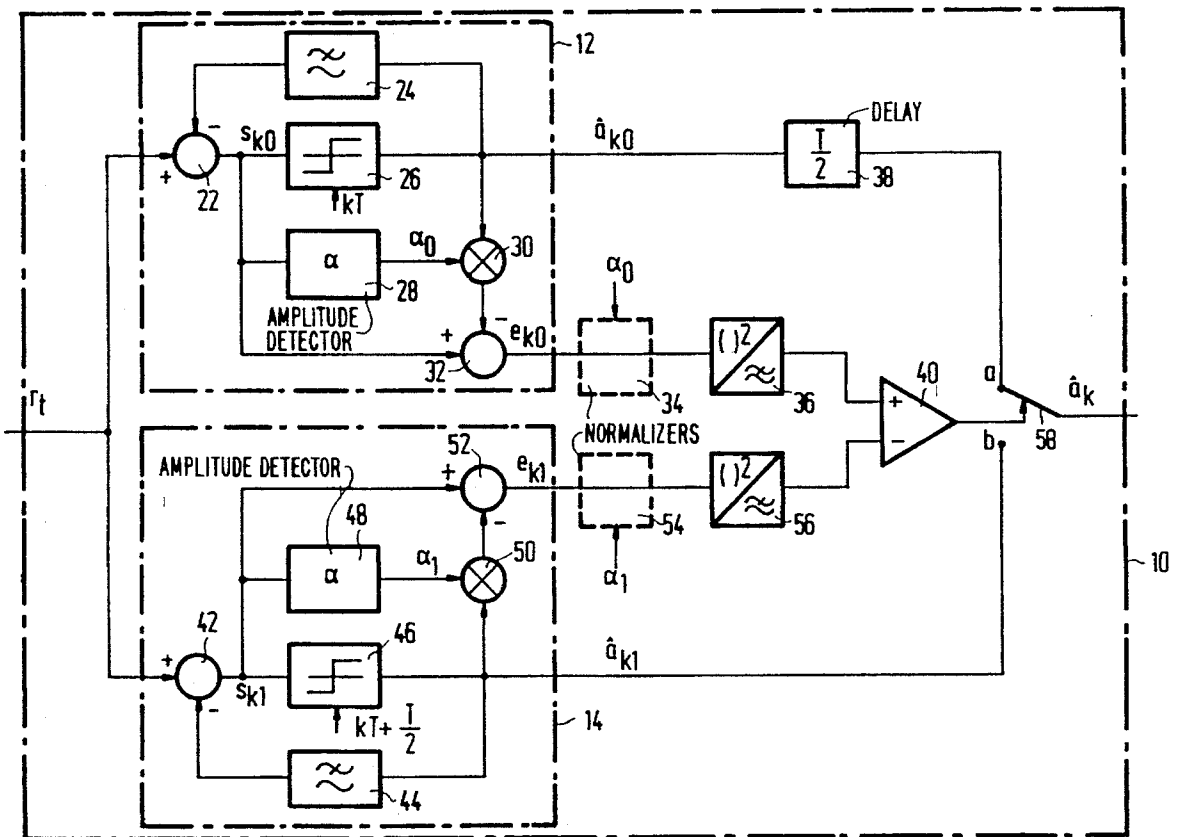 12
≈
24
DELAY
− s_k0
â_k0
T/2
38
+ 22
26
kT
α_0
30
α
28
α_0
AMPLITUDE
DETECTOR
−
+ e_k0
32
34
( )²
≈
36
40
a
â_k
r_t
+
−
58
b
NORMALIZERS
AMPLITUDE DETECTOR
52
+ e_k1
( )²
≈
54
56
−
48
α
α_1
50
α_1
10
42
46
â_k1
+
s_k1
−
kT + T/2
14
≈
44